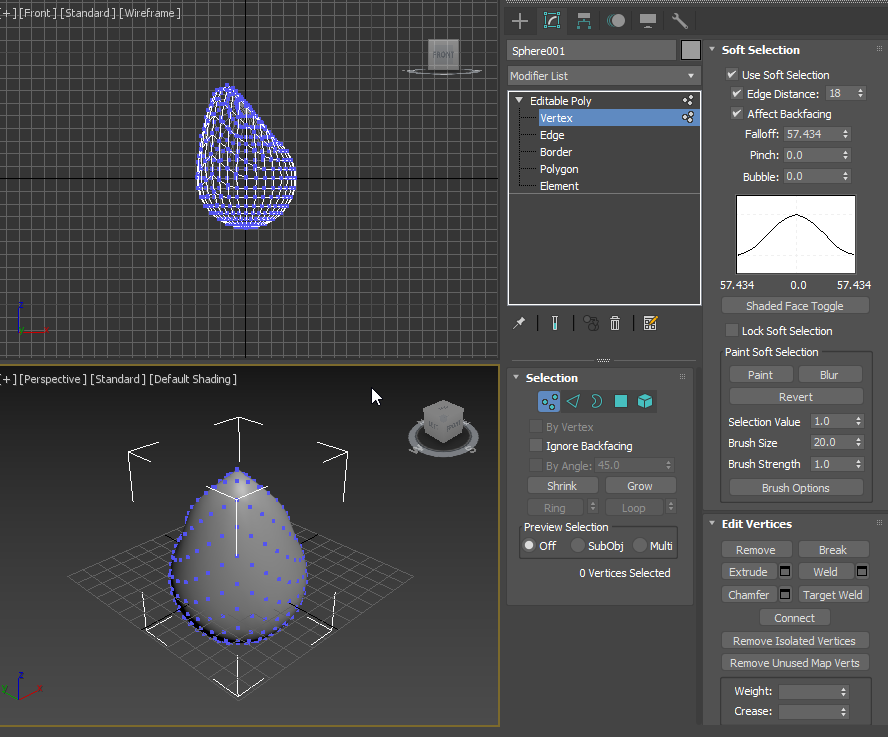 [+] [Front ] [Standard ] [Wireframe ]
FRONT
z
[+] [Perspective ] [Standard ] [Default Shading ]
z
y
x
Sphere001
Modifier List
Editable Poly
Vertex
Edge
Border
Polygon
Element
Selection
By Vertex
Ignore Backfacing
By Angle: 45.0
Shrink Grow
Ring Loop
Preview Selection
Off SubObj Multi
0 Vertices Selected
Soft Selection
Use Soft Selection
Edge Distance: 18
Affect Backfacing
Falloff: 57.434
Pinch: 0.0
Bubble: 0.0
57.434 0.0 57.434
Shaded Face Toggle
Lock Soft Selection
Paint Soft Selection
Paint Blur
Revert
Selection Value 1.0
Brush Size 20.0
Brush Strength 1.0
Brush Options
Edit Vertices
Remove Break
Extrude Weld
Chamfer Target Weld
Connect
Remove Isolated Vertices
Remove Unused Map Verts
Weight:
Crease: